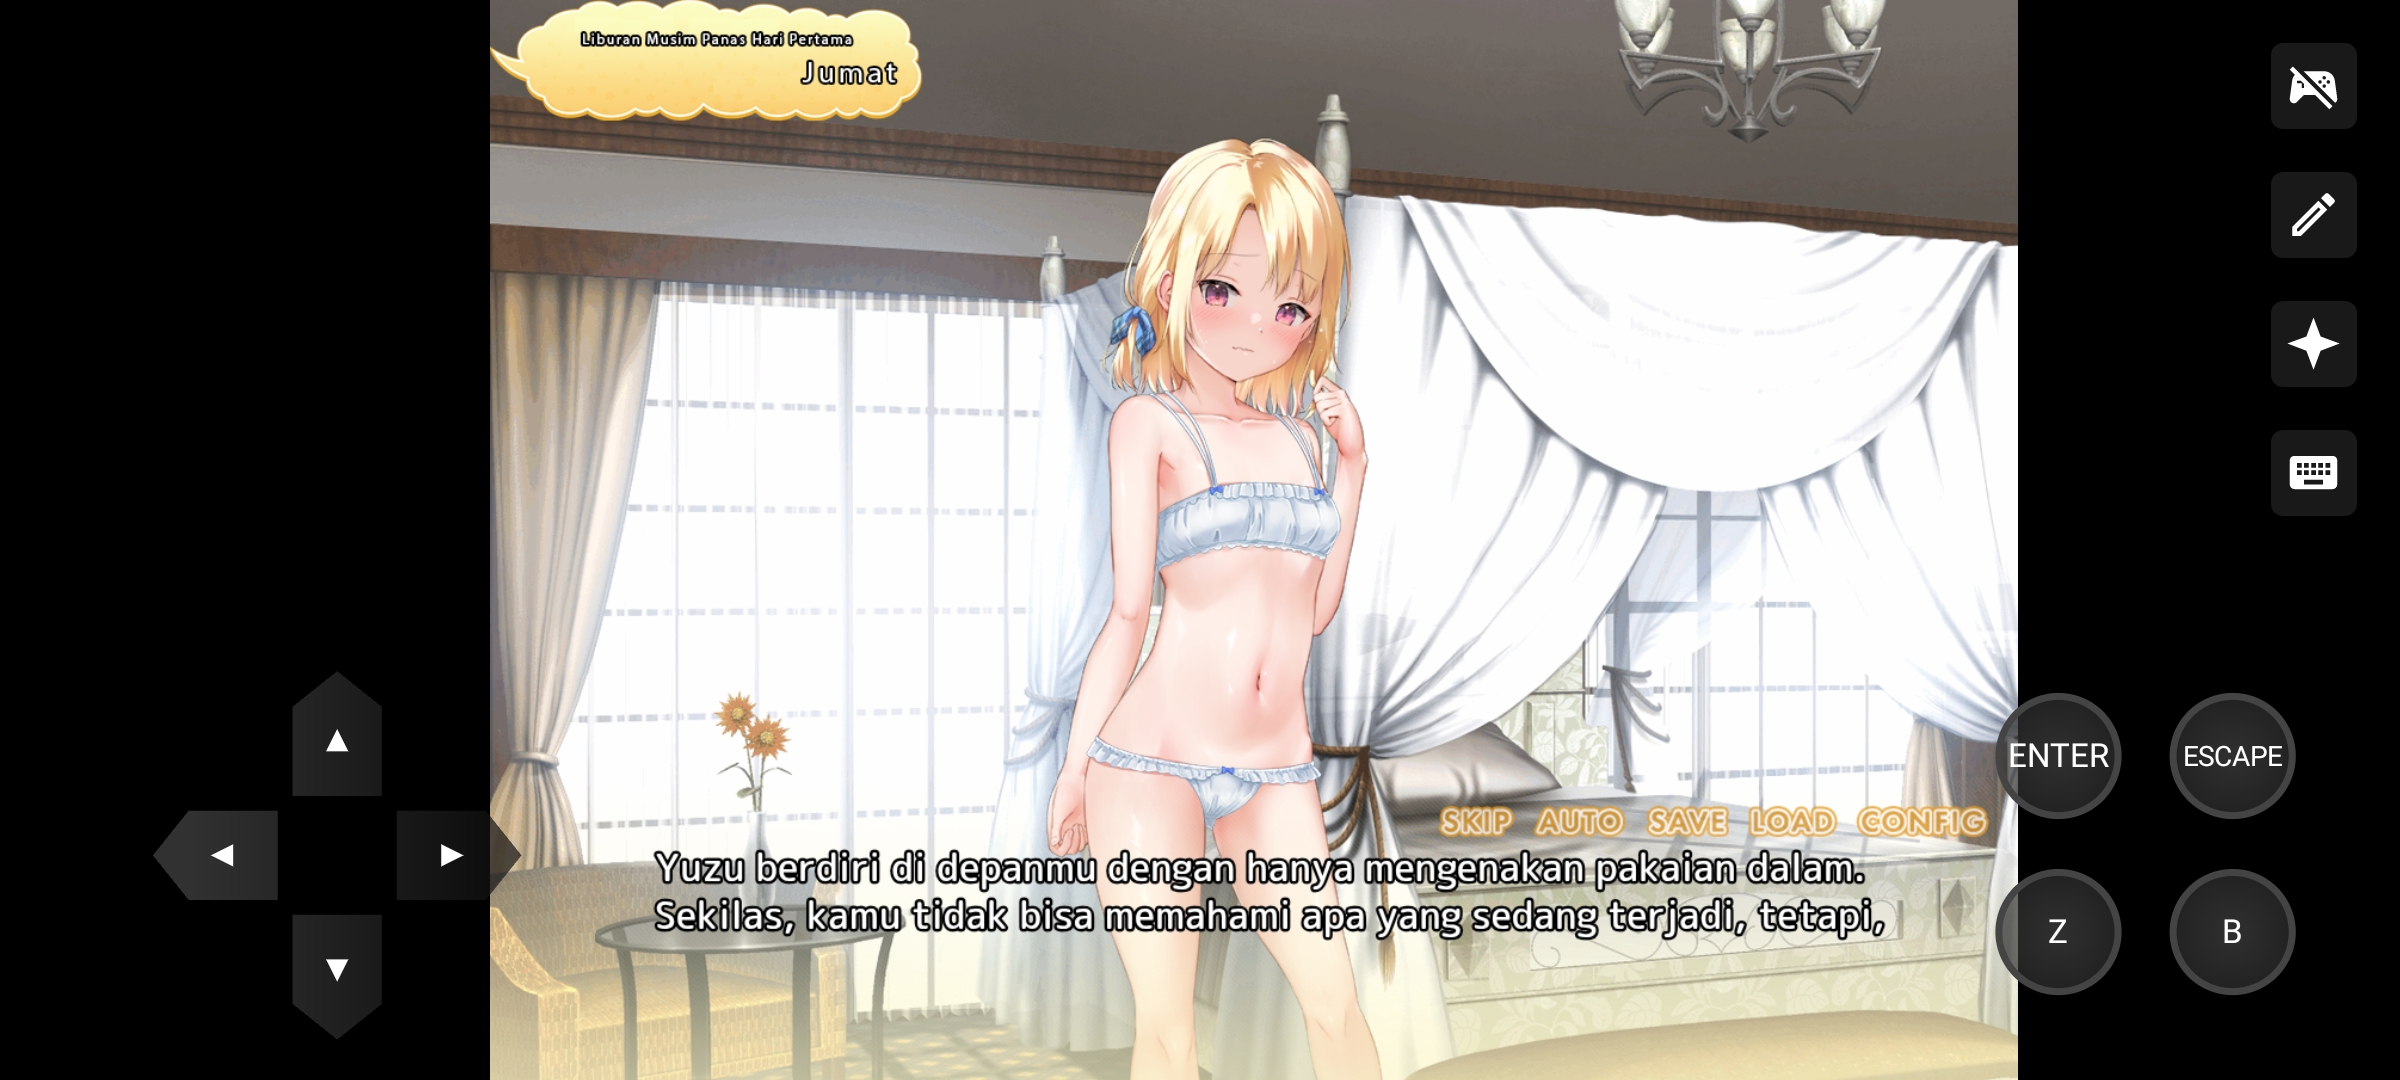 Liburan Musim Panas Hari Pertama
Jumat
SKIP AUTO SAVE LOAD CONFIG
Yuzu berdiri di depanmu dengan hanya mengenakan pakaian dalam.
Sekilas, kamu tidak bisa memahami apa yang sedang terjadi, tetapi,
ENTER
ESCAPE
Z
B